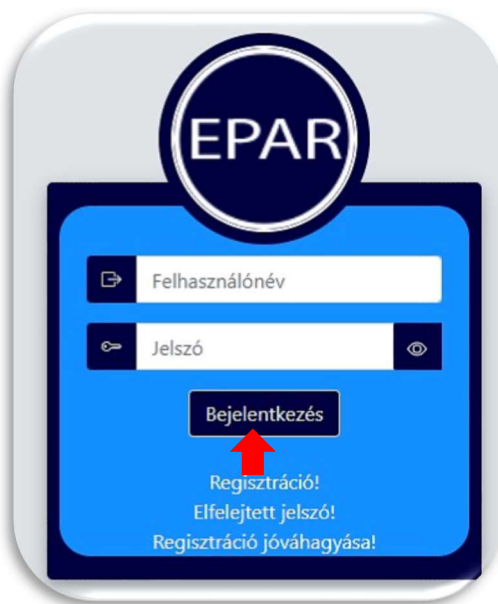 EPAR
Felhasználónév
Jelszó
Bejelentkezés
Regisztráció!
Elfelejtett jelszó!
Regisztráció jóváhagyása!